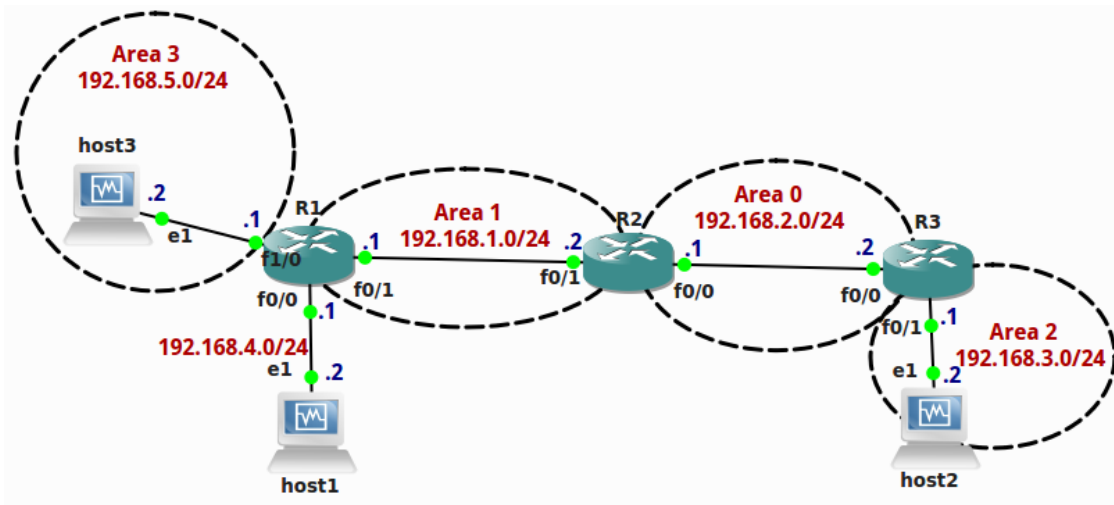 Area 3
192.168.5.0/24
host3
.2
e1
.1
f1/0
R1
.1
f0/1
f0/0
.1
192.168.4.0/24
e1
.2
host1
Area 1
192.168.1.0/24
R2
.2
f0/1
.1
f0/0
Area 0
192.168.2.0/24
R3
.2
f0/0
f0/1
.1
Area 2
192.168.3.0/24
e1
.2
host2